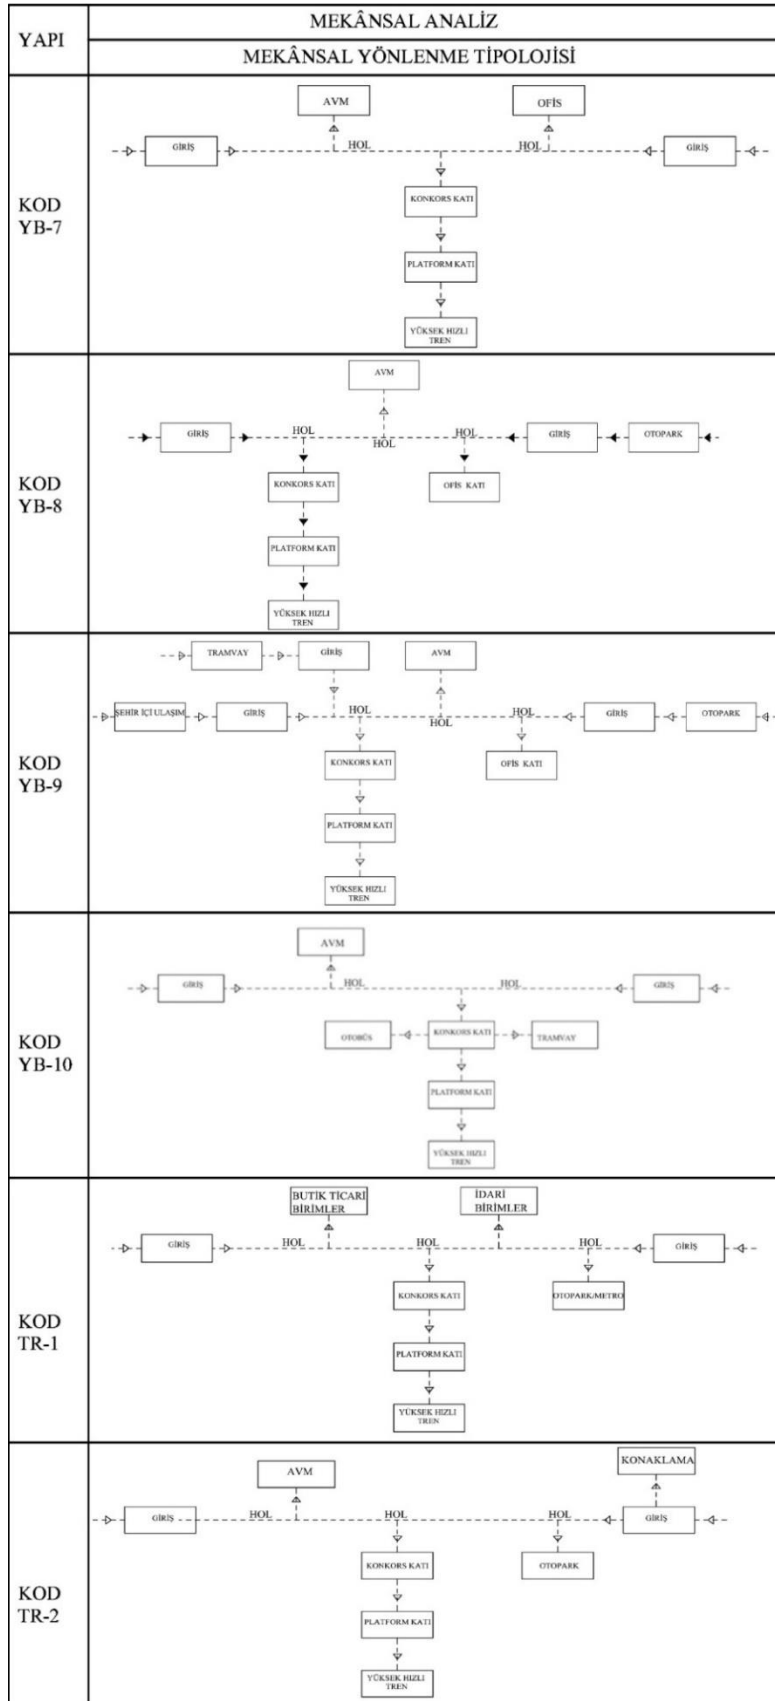 YAPI
MEKÂNSAL ANALİZ
MEKÂNSAL YÖNLENME TİPOLOJİSİ
KOD
YB-7
AVM
OFİS
GİRİŞ
HOL
HOL
GİRİŞ
KONKORS KATI
PLATFORM KATI
YÜKSEK HIZLI
TREN
KOD
YB-8
AVM
GİRİŞ
HOL
HOL
HOL
GİRİŞ
OTOPARK
KONKORS KATI
OFİS KATI
PLATFORM KATI
YÜKSEK HIZLI
TREN
KOD
YB-9
TRAMVAY
GİRİŞ
AVM
ŞEHİR İÇİ ULAŞIM
GİRİŞ
HOL
HOL
HOL
GİRİŞ
OTOPARK
KONKORS KATI
OFİS KATI
PLATFORM KATI
YÜKSEK HIZLI
TREN
KOD
YB-10
AVM
GİRİŞ
HOL
HOL
GİRİŞ
OTOBÜS
KONKORS KATI
TRAMVAY
PLATFORM KATI
YÜKSEK HIZLI
TREN
KOD
TR-1
BUTİK TİCARİ
BİRİMLER
İDARİ
BİRİMLER
GİRİŞ
HOL
HOL
HOL
GİRİŞ
KONKORS KATI
OTOPARK/METRO
PLATFORM KATI
YÜKSEK HIZLI
TREN
KOD
TR-2
AVM
KONAKLAMA
GİRİŞ
HOL
HOL
HOL
GİRİŞ
KONKORS KATI
OTOPARK
PLATFORM KATI
YÜKSEK HIZLI
TREN